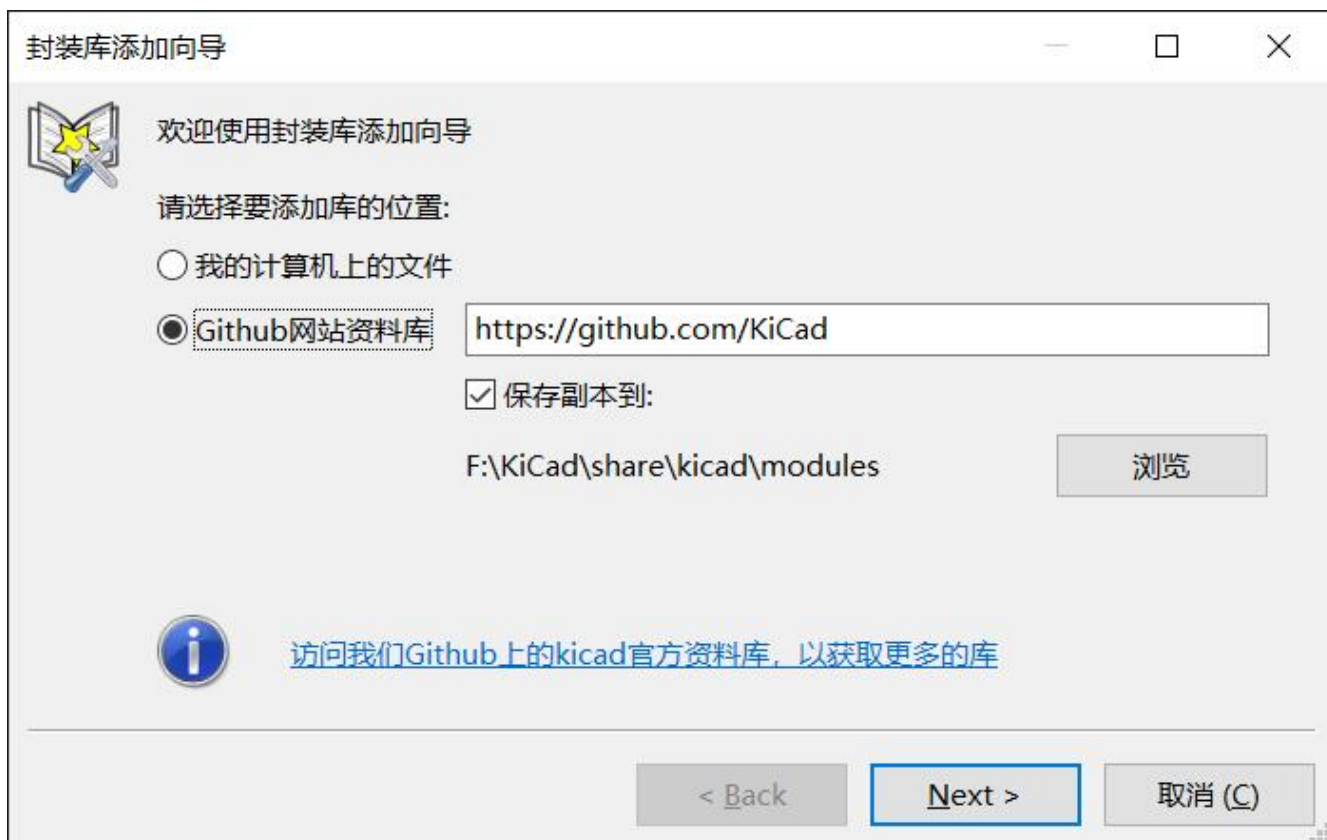 封装库添加向导
欢迎使用封装库添加向导
请选择要添加库的位置:
我的计算机上的文件
Github网站资料库 https://github.com/KiCad
保存副本到:
F:\KiCad\share\kicad\modules 浏览
访问我们Github上的kicad官方资料库，以获取更多的库
< Back Next > 取消 (C)